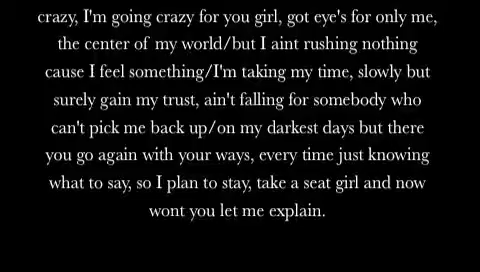 crazy, I'm going crazy for you girl, got eye's for only me,
the center of my world/but I aint rushing nothing
cause I feel something/I'm taking my time, slowly but
surely gain my trust, ain't falling for somebody who
can't pick me back up/on my darkest days but there
you go again with your ways, every time just knowing
what to say, so I plan to stay, take a seat girl and now
wont you let me explain.